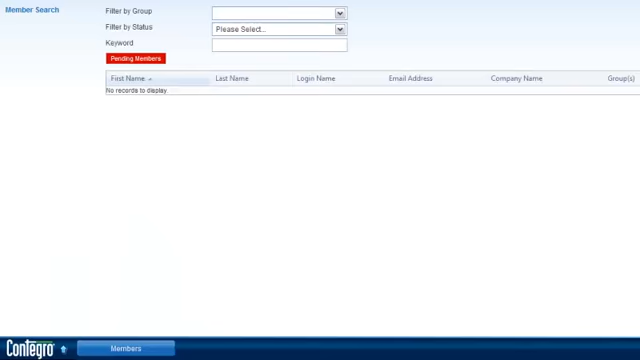 Member Search
Filter by Group
Filter by Status Please Select...
Keyword
Pending Members
First Name Last Name Login Name Email Address Company Name Group(s)
No records to display
Contegro Members